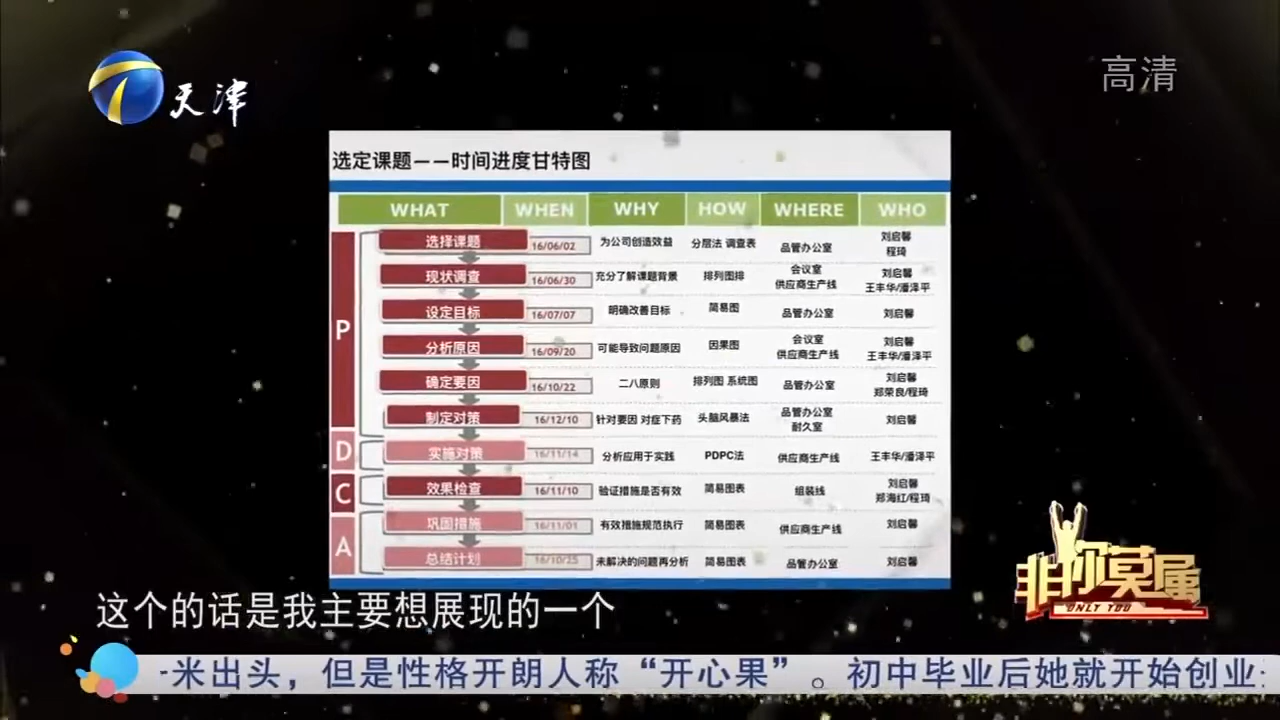 天津
高清
选定课题——时间进度甘特图
WHAT WHEN WHY HOW WHERE WHO
P
选择课题 16/06/02 为公司创造效益 分层法 调查表 品管办公室 刘启馨 程琦
现状调查 16/06/30 充分了解课题背景 排列图排 会议室 供应商生产线 刘启馨 王丰华/潘泽平
设定目标 16/07/07 明确改善目标 简易图 品管办公室 刘启馨
分析原因 16/09/20 可能导致问题原因 因果图 会议室 供应商生产线 刘启馨 王丰华/潘泽平
确定要因 16/10/22 二八原则 排列图 系统图 品管办公室 刘启馨 郑荣良/程琦
制定对策 16/12/10 针对要因 对症下药 头脑风暴法 品管办公室 耐久室 刘启馨
D
实施对策 16/11/14 分析应用于实践 PDPC法 供应商生产线 王丰华/潘泽平
C
效果检查 16/11/10 验证措施是否有效 简易图表 组装线 刘启馨 郑海红/程琦
A
巩固措施 16/11/01 有效措施规范执行 简易图表 供应商生产线 刘启馨
总结计划 16/10/25 未解决的问题再分析 简易图表 品管办公室 刘启馨
非你莫属
ONLY YOU
这个的话是我主要想展现的一个
米出头，但是性格开朗人称“开心果”。初中毕业后她就开始创业